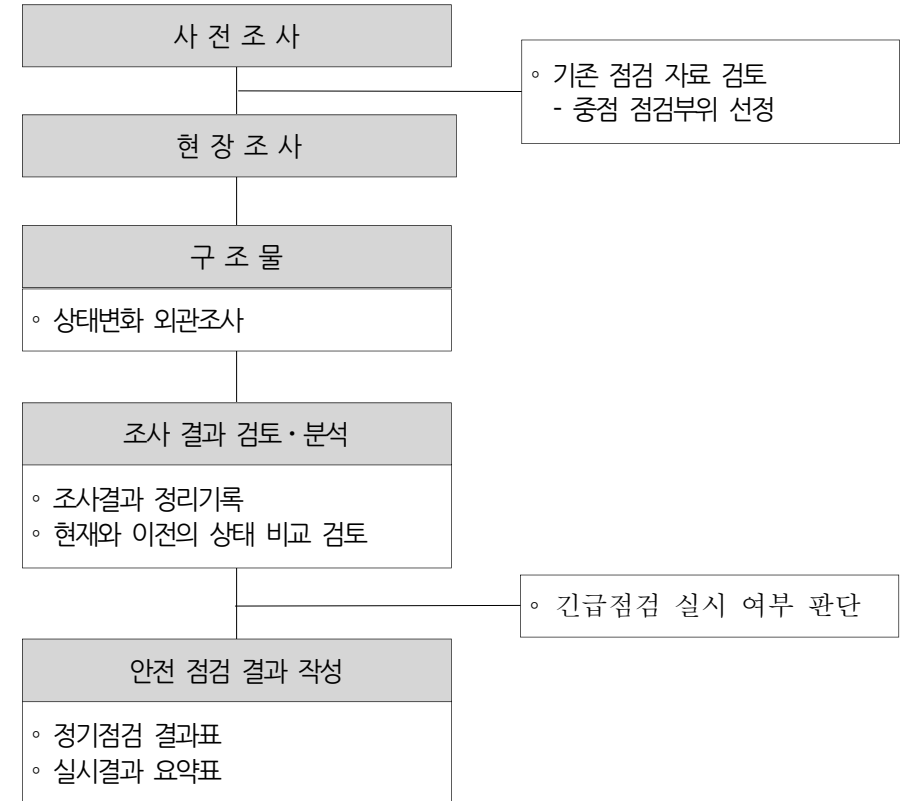 사 전 조 사
◦ 기존 점검 자료 검토
- 중점 점검부위 선정
현 장 조 사
구 조 물
◦ 상태변화 외관조사
조사 결과 검토·분석
◦ 조사결과 정리기록
◦ 현재와 이전의 상태 비교 검토
◦ 긴급점검 실시 여부 판단
안전 점검 결과 작성
◦ 정기점검 결과표
◦ 실시결과 요약표